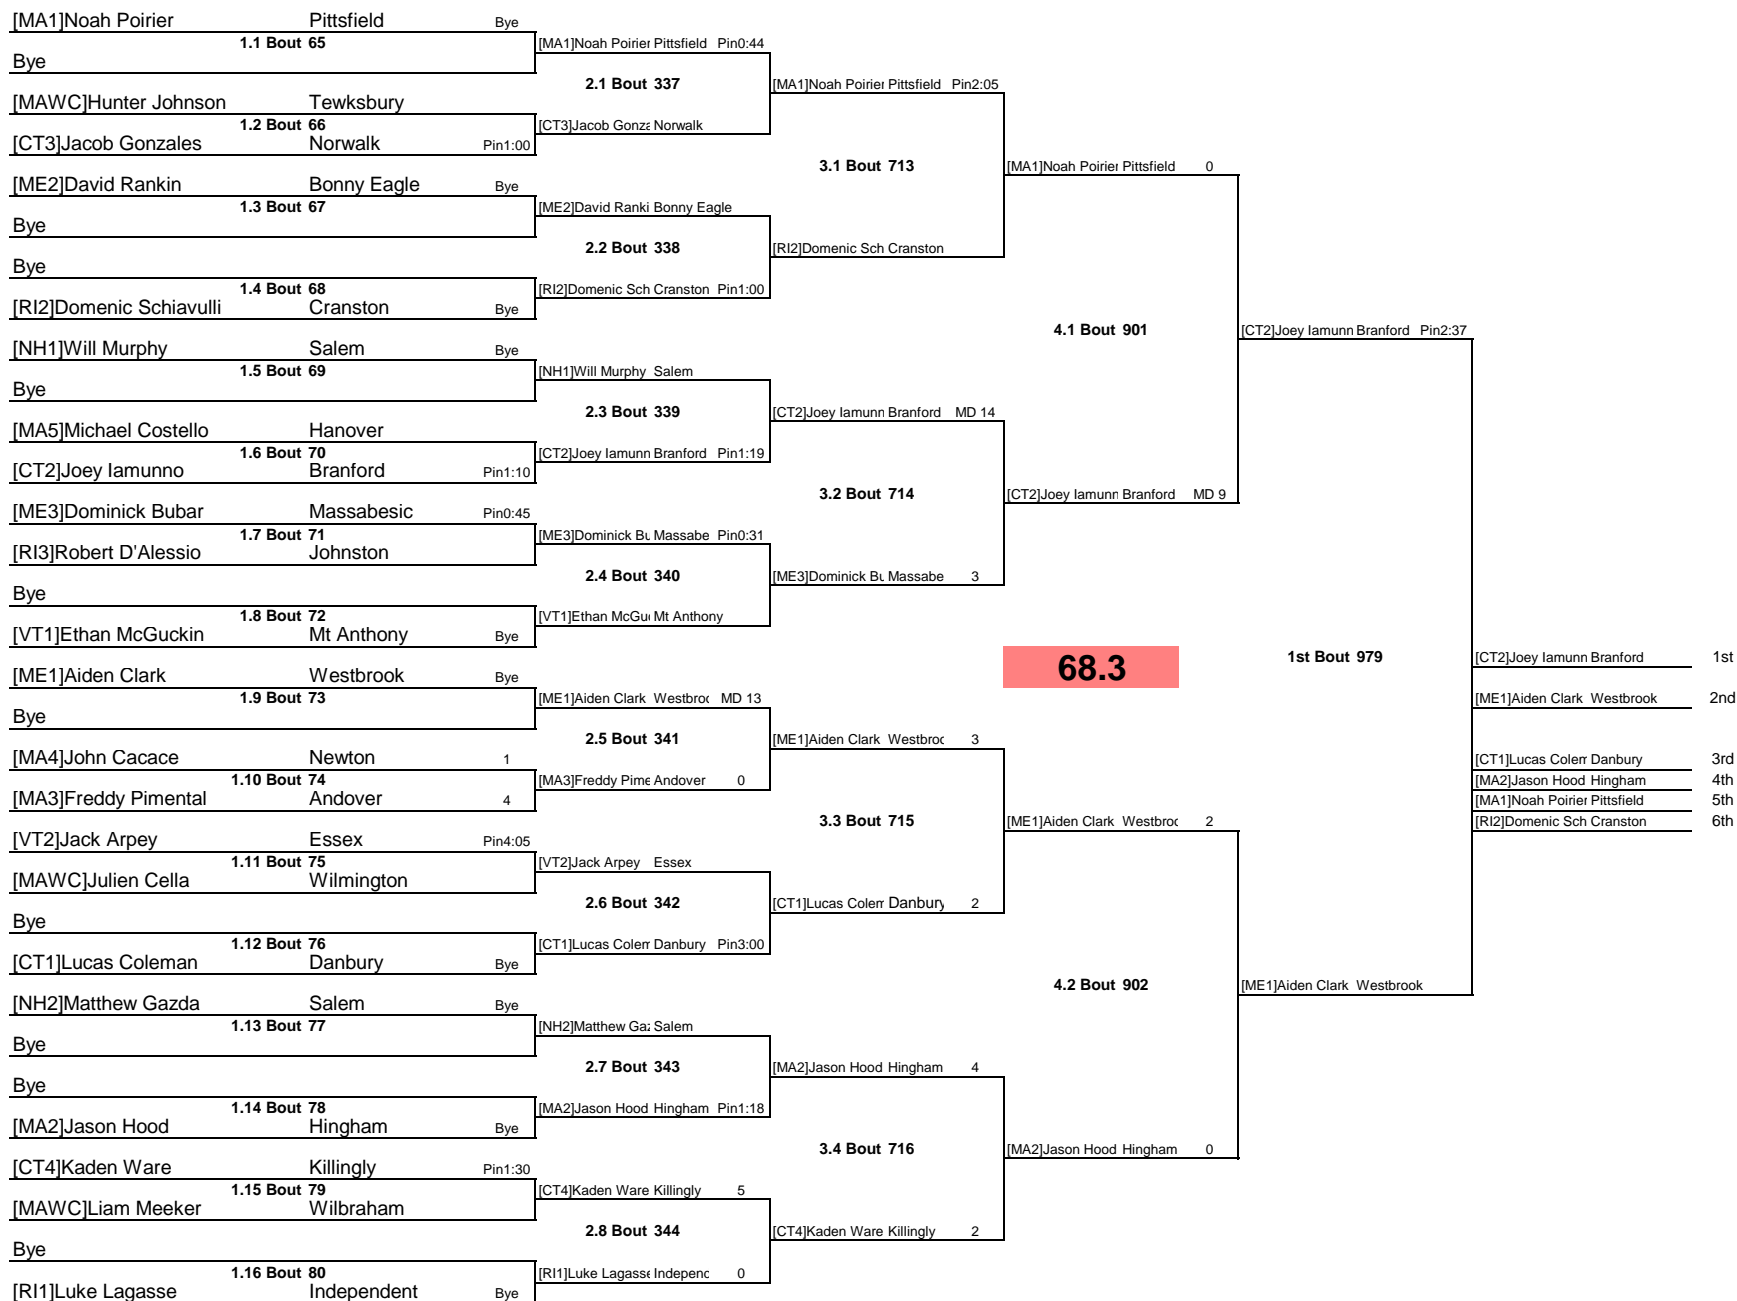 [MA1]Noah Poirier Pittsfield Bye
1.1 Bout 65
Bye
[MAWC]Hunter Johnson Tewksbury
1.2 Bout 66
[CT3]Jacob Gonzales Norwalk Pin1:00
[ME2]David Rankin Bonny Eagle Bye
1.3 Bout 67
Bye
Bye
1.4 Bout 68
[RI2]Domenic Schiavulli Cranston Bye
[NH1]Will Murphy Salem Bye
1.5 Bout 69
Bye
[MA5]Michael Costello Hanover
1.6 Bout 70
[CT2]Joey Iamunno Branford Pin1:10
[ME3]Dominick Bubar Massabesic Pin0:45
1.7 Bout 71
[RI3]Robert D'Alessio Johnston
Bye
1.8 Bout 72
[VT1]Ethan McGuckin Mt Anthony Bye
[ME1]Aiden Clark Westbrook Bye
1.9 Bout 73
Bye
[MA4]John Cacace Newton 1
1.10 Bout 74
[MA3]Freddy Pimental Andover 4
[VT2]Jack Arpey Essex Pin4:05
1.11 Bout 75
[MAWC]Julien Cella Wilmington
Bye
1.12 Bout 76
[CT1]Lucas Coleman Danbury Bye
[NH2]Matthew Gazda Salem Bye
1.13 Bout 77
Bye
Bye
1.14 Bout 78
[MA2]Jason Hood Hingham Bye
[CT4]Kaden Ware Killingly Pin1:30
1.15 Bout 79
[MAWC]Liam Meeker Wilbraham
Bye
1.16 Bout 80
[RI1]Luke Lagasse Independent Bye
[MA1]Noah Poirier Pittsfield Pin0:44
2.1 Bout 337
[CT3]Jacob Gonza Norwalk
[ME2]David Ranki Bonny Eagle
2.2 Bout 338
[RI2]Domenic Sch Cranston Pin1:00
[NH1]Will Murphy Salem
2.3 Bout 339
[CT2]Joey Iamunn Branford Pin1:19
[ME3]Dominick Bu Massabe Pin0:31
2.4 Bout 340
[VT1]Ethan McGu Mt Anthony
[ME1]Aiden Clark Westbroo MD 13
2.5 Bout 341
[MA3]Freddy Pime Andover 0
[VT2]Jack Arpey Essex
2.6 Bout 342
[CT1]Lucas Colem Danbury Pin3:00
[NH2]Matthew Gaz Salem
2.7 Bout 343
[MA2]Jason Hood Hingham Pin1:18
[CT4]Kaden Ware Killingly 5
2.8 Bout 344
[RI1]Luke Lagasse Independ 0
[MA1]Noah Poirier Pittsfield Pin2:05
3.1 Bout 713
[RI2]Domenic Sch Cranston
[CT2]Joey Iamunn Branford MD 14
3.2 Bout 714
[ME3]Dominick Bu Massabe 3
[ME1]Aiden Clark Westbroo 3
3.3 Bout 715
[CT1]Lucas Colem Danbury 2
[MA2]Jason Hood Hingham 4
3.4 Bout 716
[CT4]Kaden Ware Killingly 2
[MA1]Noah Poirier Pittsfield 0
4.1 Bout 901
[CT2]Joey Iamunn Branford MD 9
68.3
[ME1]Aiden Clark Westbroo 2
4.2 Bout 902
[MA2]Jason Hood Hingham 0
[CT2]Joey Iamunn Branford Pin2:37
1st Bout 979
[ME1]Aiden Clark Westbrook
[CT2]Joey Iamunn Branford 1st
[ME1]Aiden Clark Westbrook 2nd
[CT1]Lucas Colem Danbury 3rd
[MA2]Jason Hood Hingham 4th
[MA1]Noah Poirier Pittsfield 5th
[RI2]Domenic Sch Cranston 6th